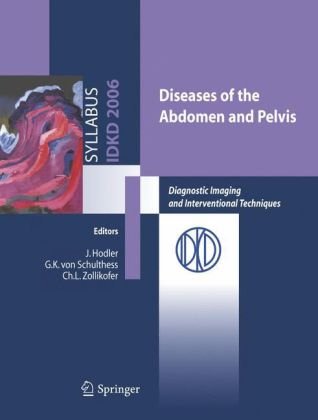 SYLLABUS
IDKD 2006
Diseases of the
Abdomen and Pelvis
Diagnostic Imaging
and Interventional Techniques
Editors
J. Hodler
G.K. von Schulthess
Ch.L. Zollikofer
IDKD
Springer